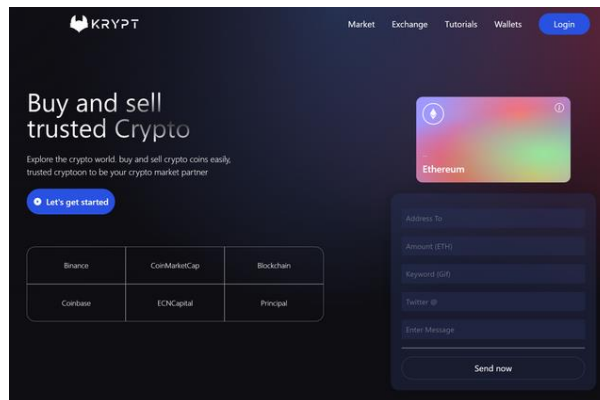 KRYPT
Market Exchange Tutorials Wallets Login
Buy and sell
trusted Crypto
Explore the crypto world. buy and sell crypto coins easily,
trusted cryptoon to be your crypto market partner
Let's get started
Binance CoinMarketCap Blockchain
Coinbase ECNCapital Principal
Ethereum
Address To
Amount (ETH)
Keyword (Gif)
Twitter @
Enter Message
Send now